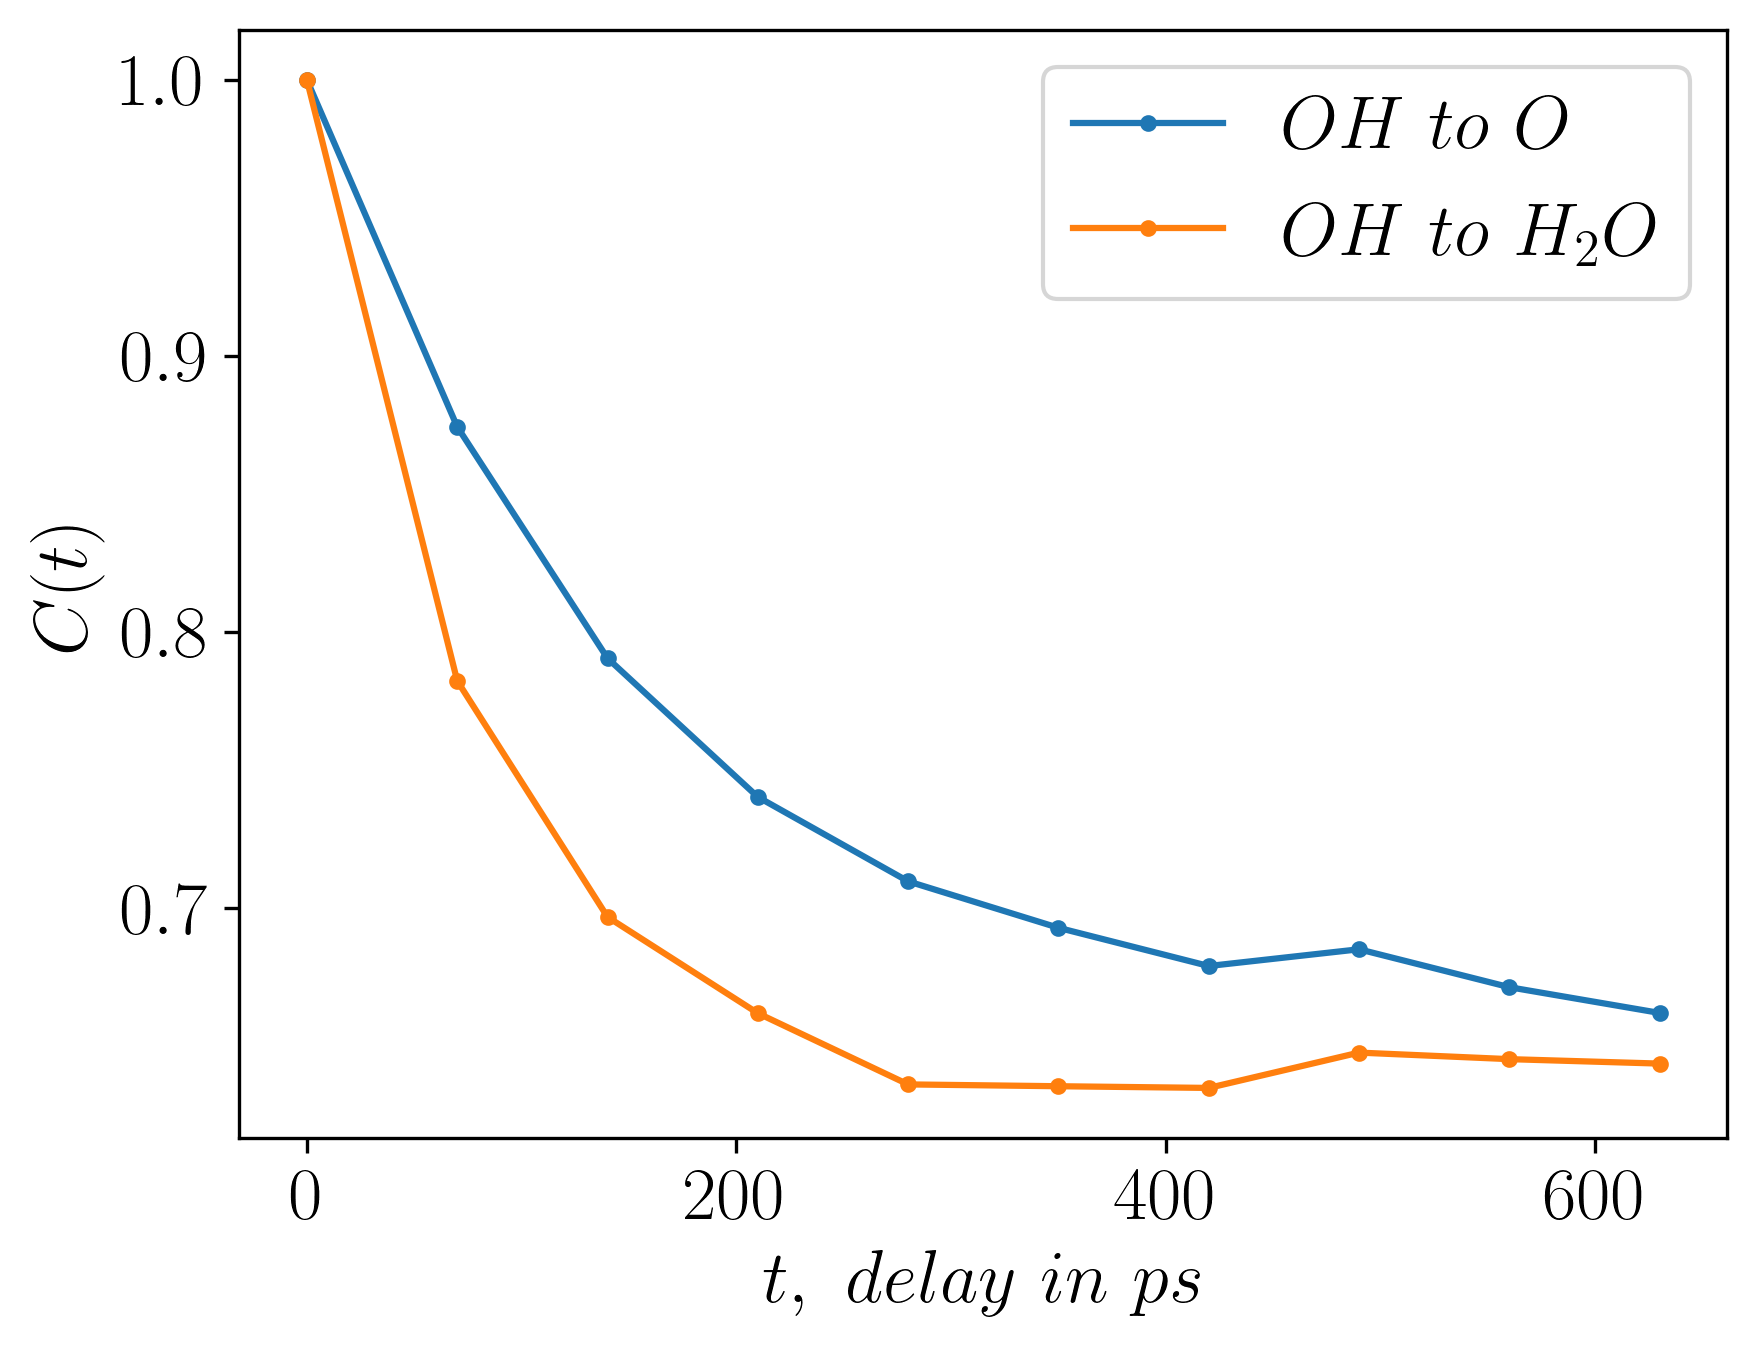 1.0
0.9
0.8
0.7
C(t)
OH to O
OH to H₂O
0 200 400 600
t, delay in ps